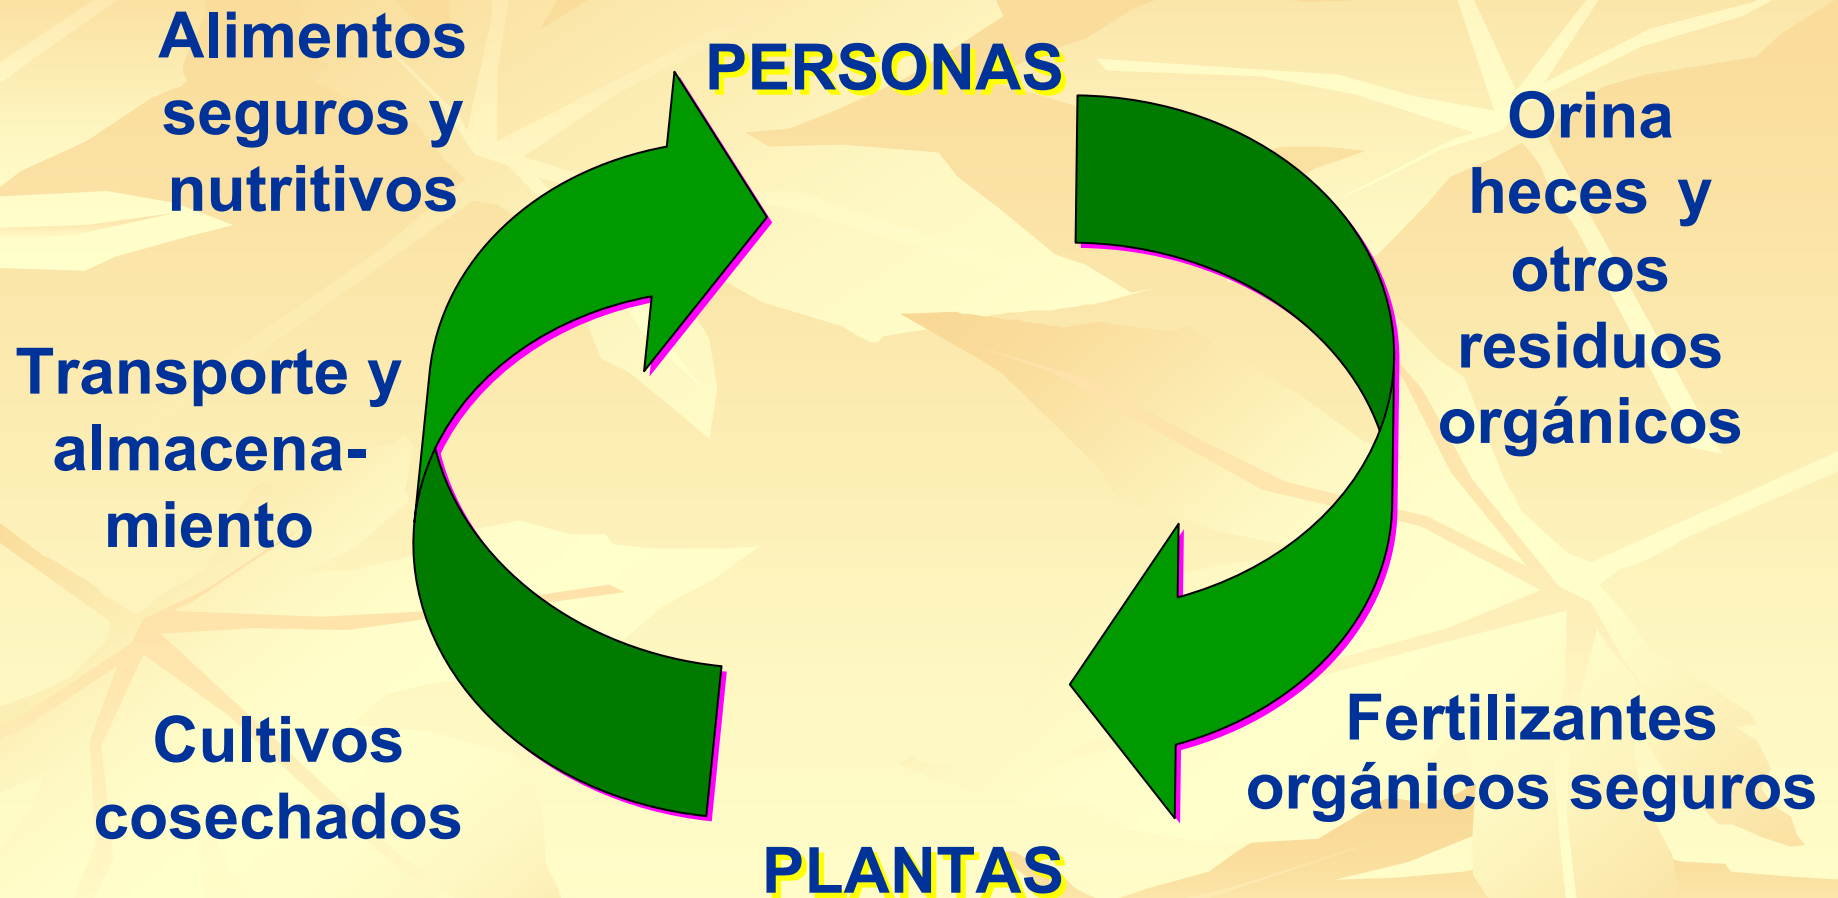 PERSONAS
Alimentos
seguros y
nutritivos
Orina
heces y
otros
residuos
orgánicos
Transporte y
almacena-
miento
Cultivos
cosechados
Fertilizantes
orgánicos seguros
PLANTAS